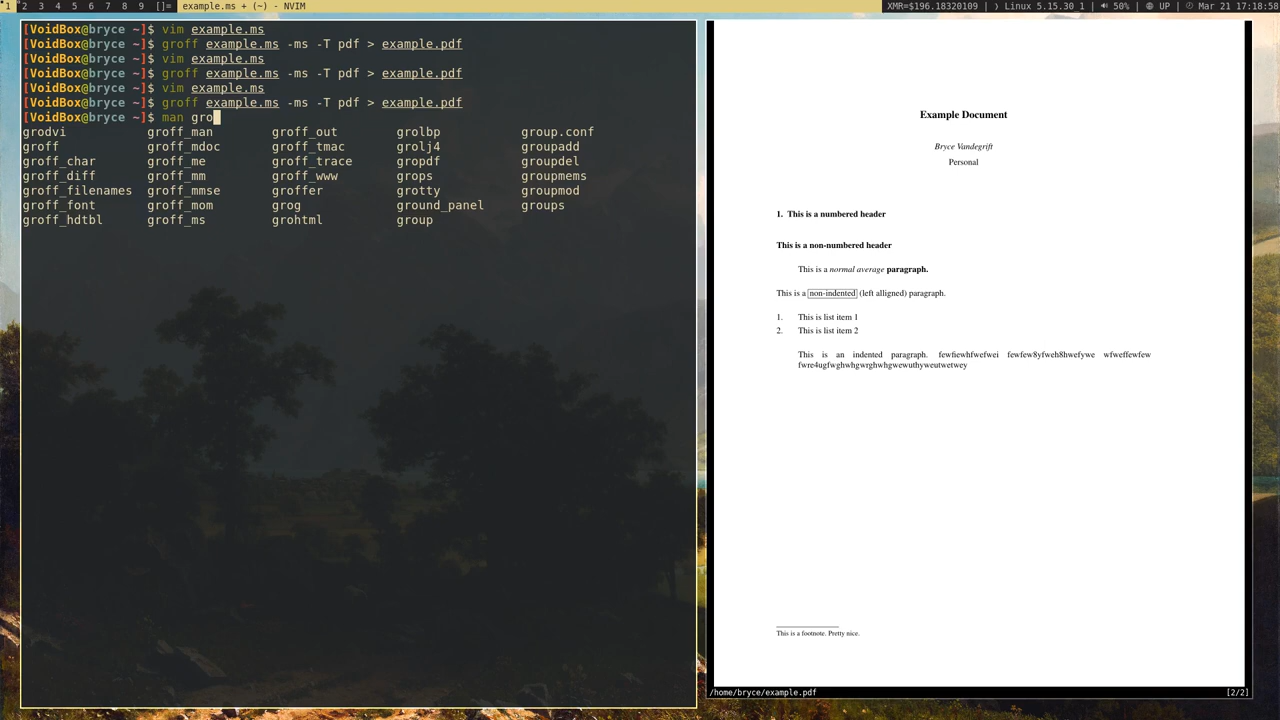 1 2 3 4 5 6 7 8 9 []= example.ms + (~) - NVIM
XMR=$196.18320109 | ) Linux 5.15.30_1 | 50% | UP | Mar 21 17:18:58
[VoidBox@bryce ~]$ vim example.ms
[VoidBox@bryce ~]$ groff example.ms -ms -T pdf > example.pdf
[VoidBox@bryce ~]$ vim example.ms
[VoidBox@bryce ~]$ groff example.ms -ms -T pdf > example.pdf
[VoidBox@bryce ~]$ vim example.ms
[VoidBox@bryce ~]$ groff example.ms -ms -T pdf > example.pdf
[VoidBox@bryce ~]$ man gro
grodvi groff_man groff_out grolbp group.conf
groff groff_mdoc groff_tmac grolj4 groupadd
groff_char groff_me groff_trace gropdf groupdel
groff_diff groff_mm groff_www grops groupmems
groff_filenames groff_mmse groffer grotty groupmod
groff_font groff_mom grog ground_panel groups
groff_hdtbl groff_ms grohtml group
Example Document
Bryce Vandegrift
Personal
1. This is a numbered header
This is a non-numbered header
This is a normal average paragraph.
This is a non-indented (left alligned) paragraph.
1. This is list item 1
2. This is list item 2
This is an indented paragraph. fewfiewhfwefwei fewfew8yfweh8hwefywe wfweffewfew
fwre4ugfwghwhgwrghwhgwewuthyweutwetwey
This is a footnote. Pretty nice.
/home/bryce/example.pdf [2/2]